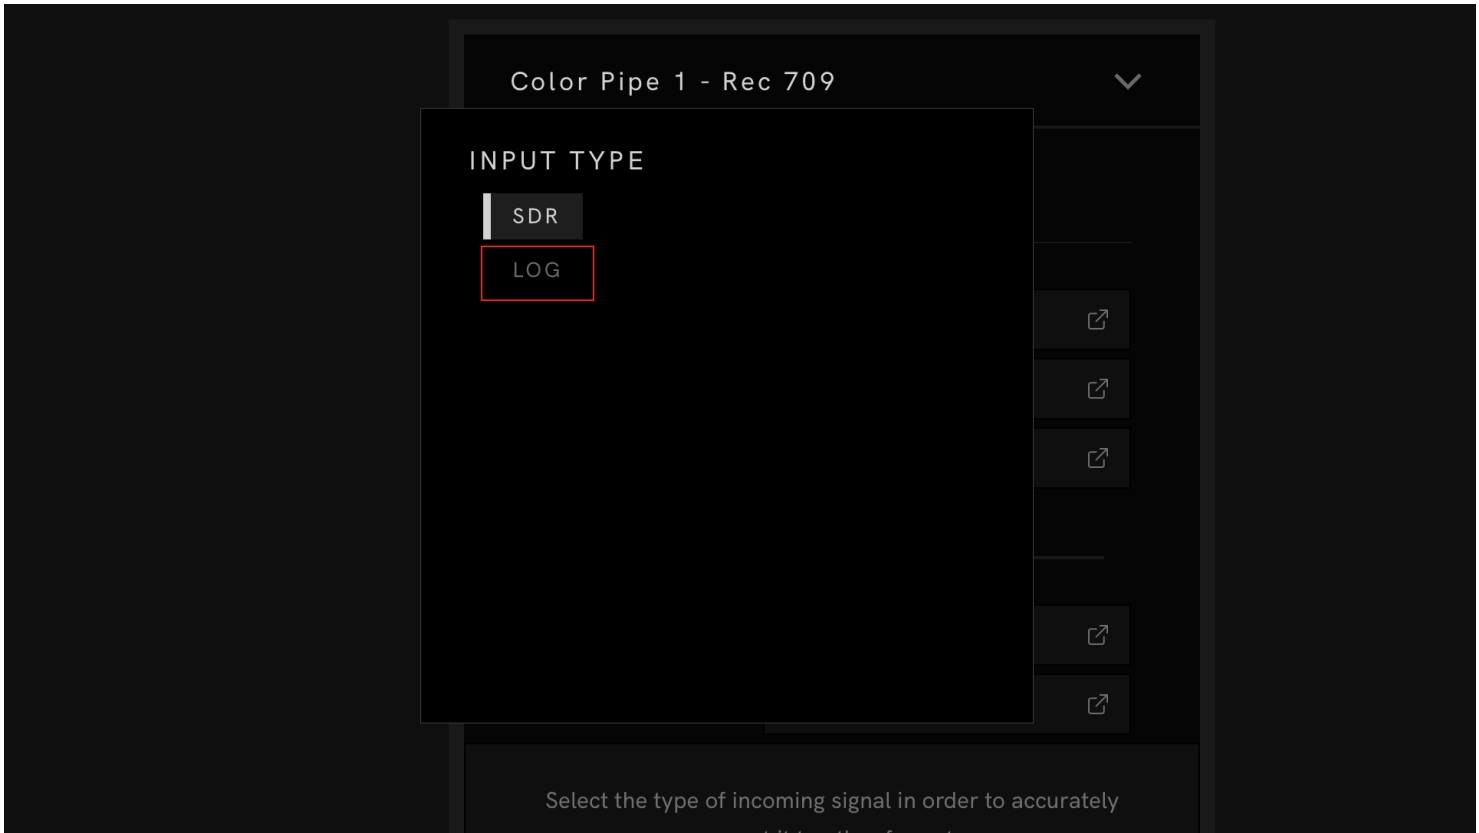 Color Pipe 1 - Rec 709
INPUT TYPE
SDR
LOG
Select the type of incoming signal in order to accurately